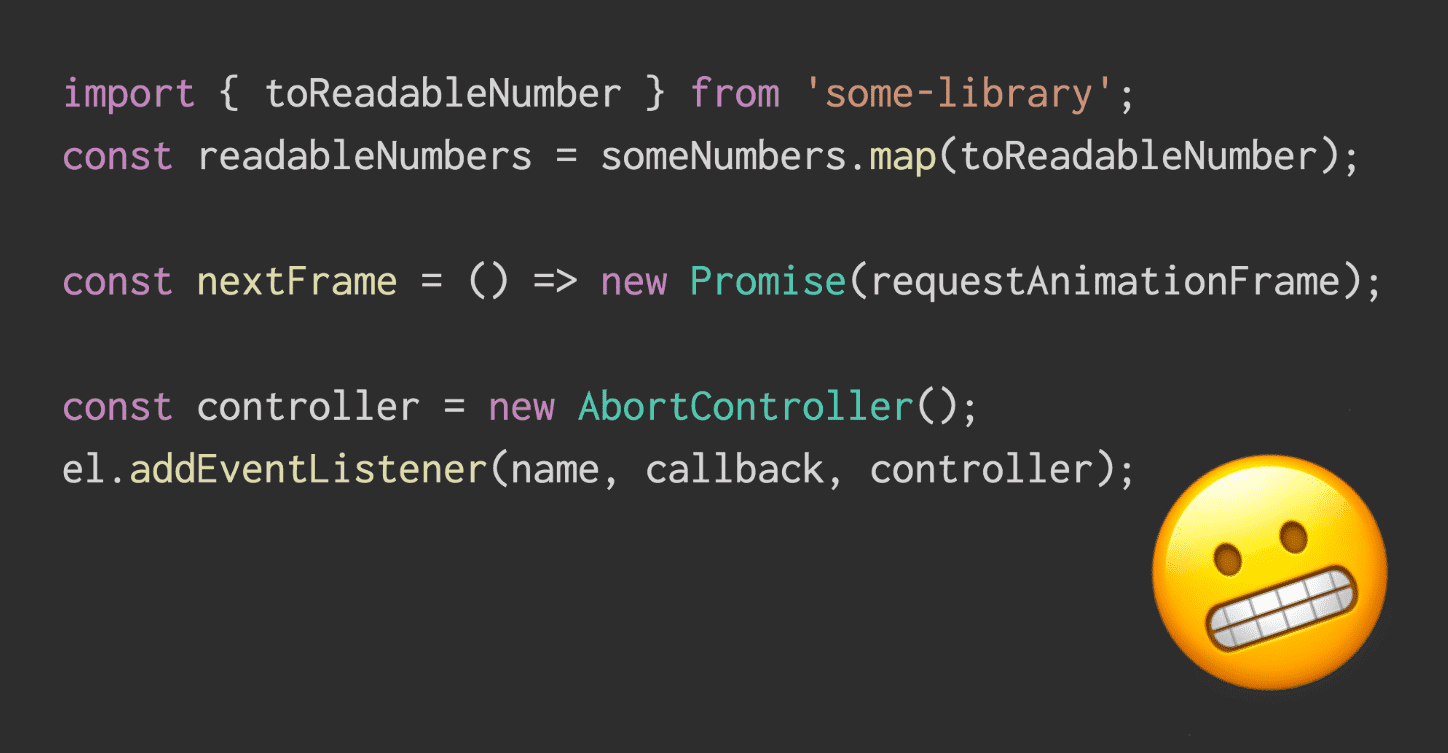 import { toReadableNumber } from 'some-library';
const readableNumbers = someNumbers.map(toReadableNumber);
const nextFrame = () => new Promise(requestAnimationFrame);
const controller = new AbortController();
el.addEventListener(name, callback, controller);